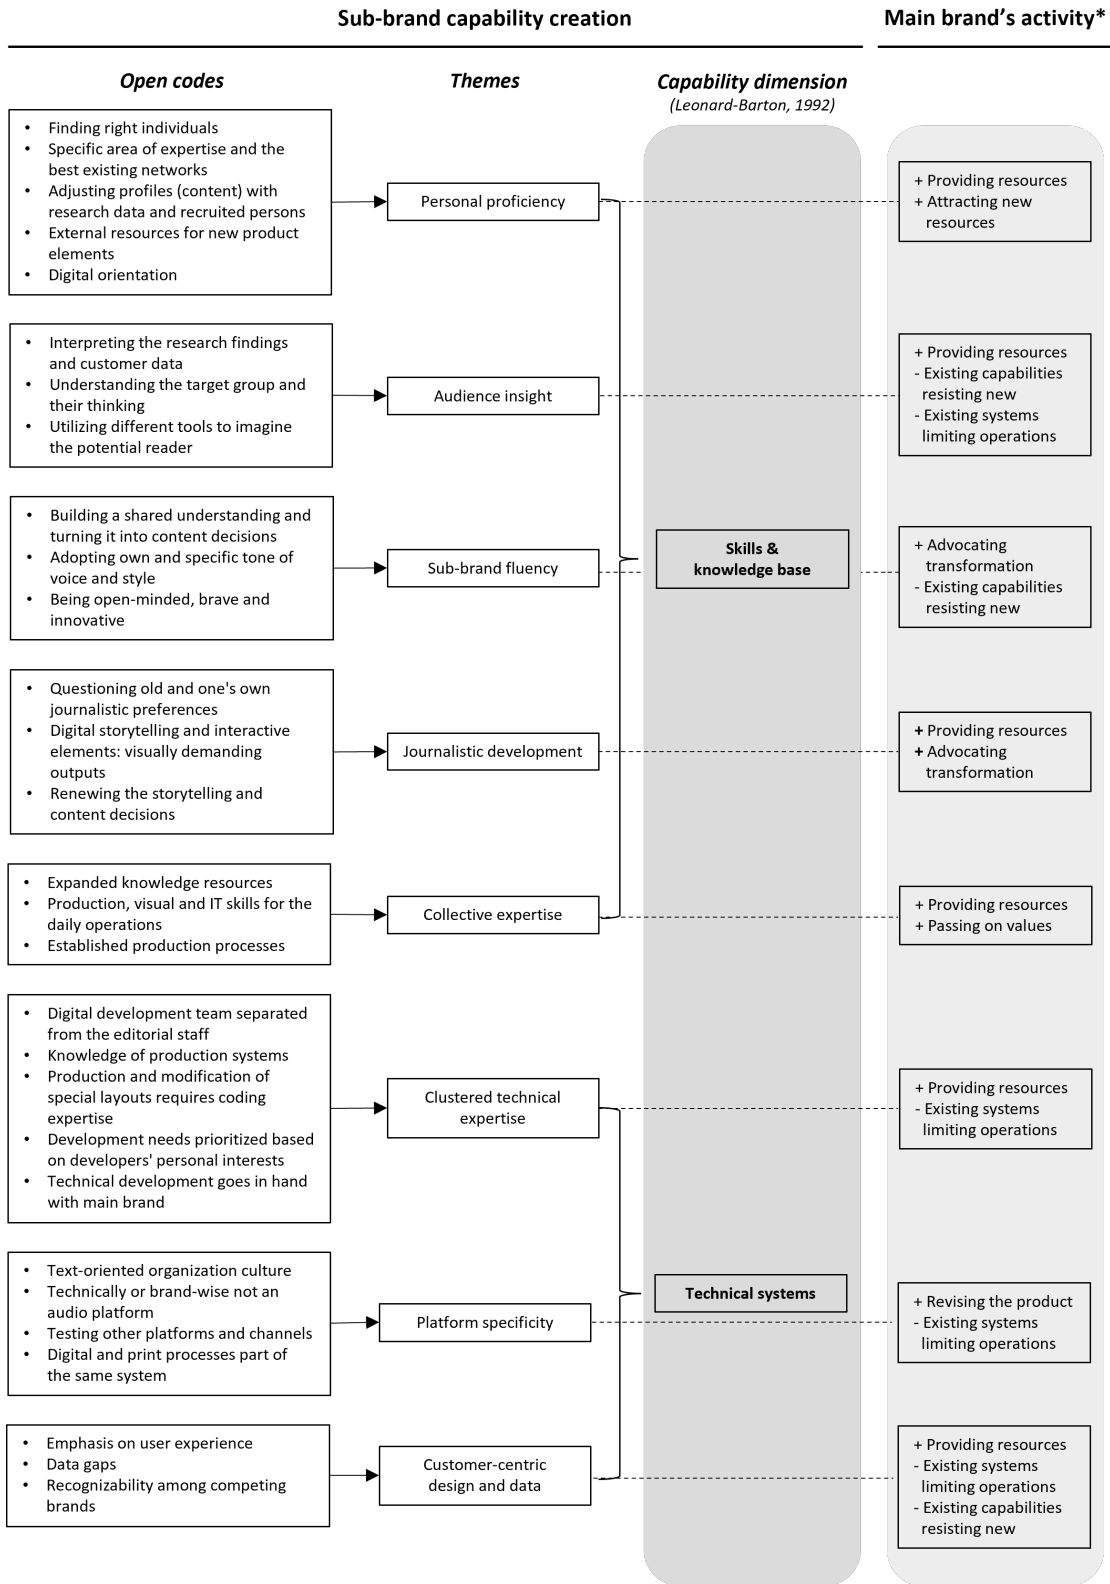 Sub-brand capability creation
Main brand’s activity*
Open codes
Themes
Capability dimension
(Leonard-Barton, 1992)
• Finding right individuals
• Specific area of expertise and the
best existing networks
• Adjusting profiles (content) with
research data and recruited persons
• External resources for new product
elements
• Digital orientation
Personal proficiency
+ Providing resources
+ Attracting new
resources
• Interpreting the research findings
and customer data
• Understanding the target group and
their thinking
• Utilizing different tools to imagine
the potential reader
Audience insight
+ Providing resources
- Existing capabilities
resisting new
- Existing systems
limiting operations
• Building a shared understanding and
turning it into content decisions
• Adopting own and specific tone of
voice and style
• Being open-minded, brave and
innovative
Sub-brand fluency
Skills &
knowledge base
+ Advocating
transformation
- Existing capabilities
resisting new
• Questioning old and one's own
journalistic preferences
• Digital storytelling and interactive
elements: visually demanding
outputs
• Renewing the storytelling and
content decisions
Journalistic development
+ Providing resources
+ Advocating
transformation
• Expanded knowledge resources
• Production, visual and IT skills for the
daily operations
• Established production processes
Collective expertise
+ Providing resources
+ Passing on values
• Digital development team separated
from the editorial staff
• Knowledge of production systems
• Production and modification of
special layouts requires coding
expertise
• Development needs prioritized based
on developers' personal interests
• Technical development goes in hand
with main brand
Clustered technical
expertise
+ Providing resources
- Existing systems
limiting operations
• Text-oriented organization culture
• Technically or brand-wise not an
audio platform
• Testing other platforms and channels
• Digital and print processes part of
the same system
Platform specificity
Technical systems
+ Revising the product
- Existing systems
limiting operations
• Emphasis on user experience
• Data gaps
• Recognizability among competing
brands
Customer-centric
design and data
+ Providing resources
- Existing systems
limiting operations
- Existing capabilities
resisting new